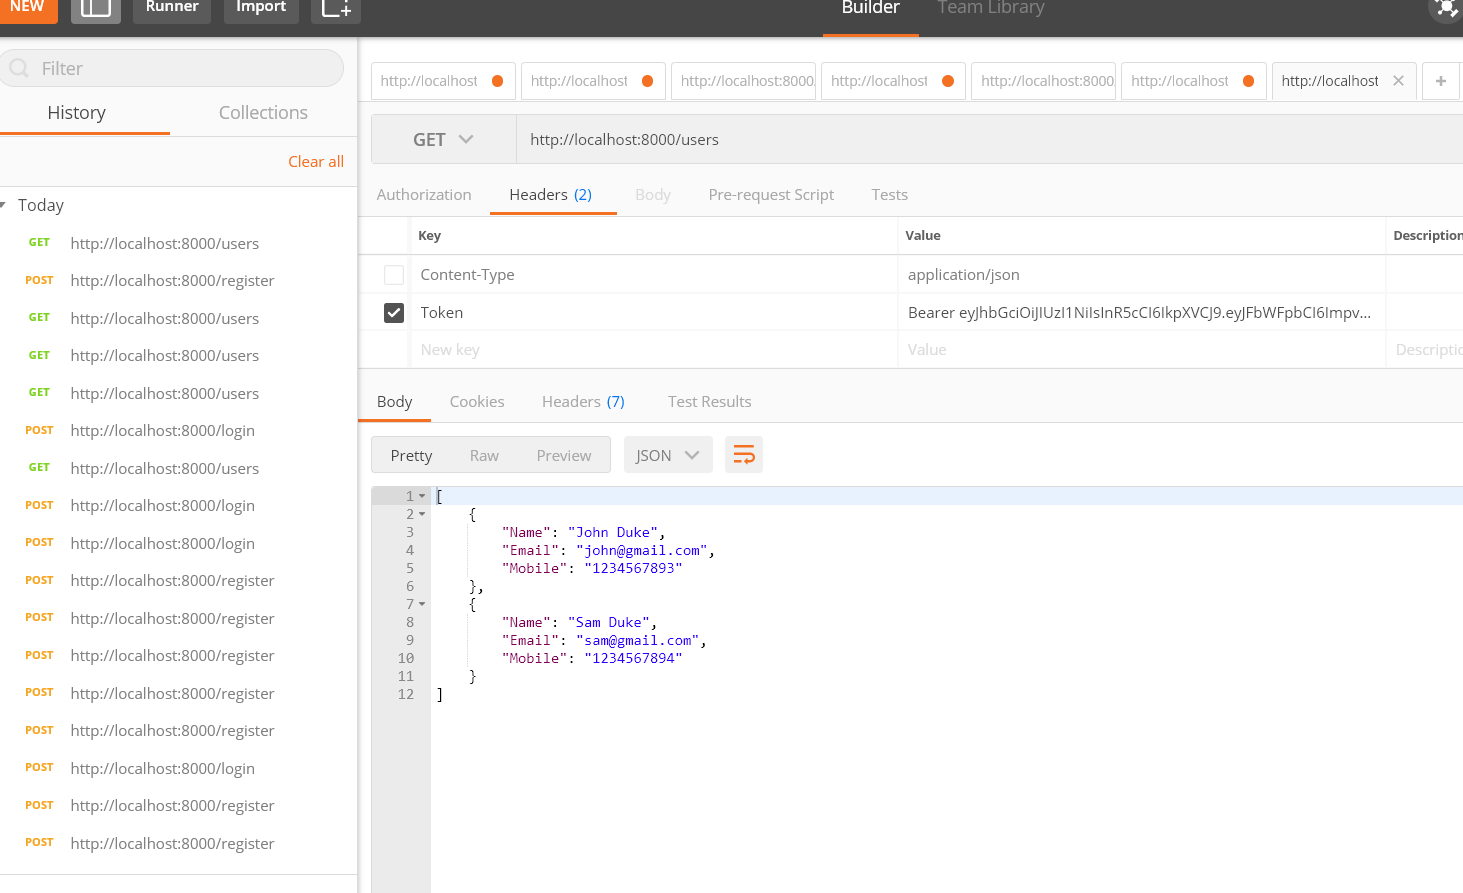 NEW Runner Import Builder Team Library
Filter
History Collections
Clear all
Today
GET http://localhost:8000/users
POST http://localhost:8000/register
GET http://localhost:8000/users
GET http://localhost:8000/users
GET http://localhost:8000/users
POST http://localhost:8000/login
GET http://localhost:8000/users
POST http://localhost:8000/login
POST http://localhost:8000/login
POST http://localhost:8000/register
POST http://localhost:8000/register
POST http://localhost:8000/register
POST http://localhost:8000/register
POST http://localhost:8000/register
POST http://localhost:8000/login
POST http://localhost:8000/register
POST http://localhost:8000/register
http://localhost http://localhost http://localhost:8000 http://localhost http://localhost:8000 http://localhost http://localhost
GET http://localhost:8000/users
Authorization Headers (2) Body Pre-request Script Tests
Key Value Description
Content-Type application/json
Token Bearer eyJhbGciOiJIUzI1NiIsInR5cCI6IkpXVCJ9.eyJFbWFpbCI6Impv...
New key Value Descriptic
Body Cookies Headers (7) Test Results
Pretty Raw Preview JSON
1 [
2 {
3 "Name": "John Duke",
4 "Email": "john@gmail.com",
5 "Mobile": "1234567893"
6 },
7 {
8 "Name": "Sam Duke",
9 "Email": "sam@gmail.com",
10 "Mobile": "1234567894"
11 }
12 ]